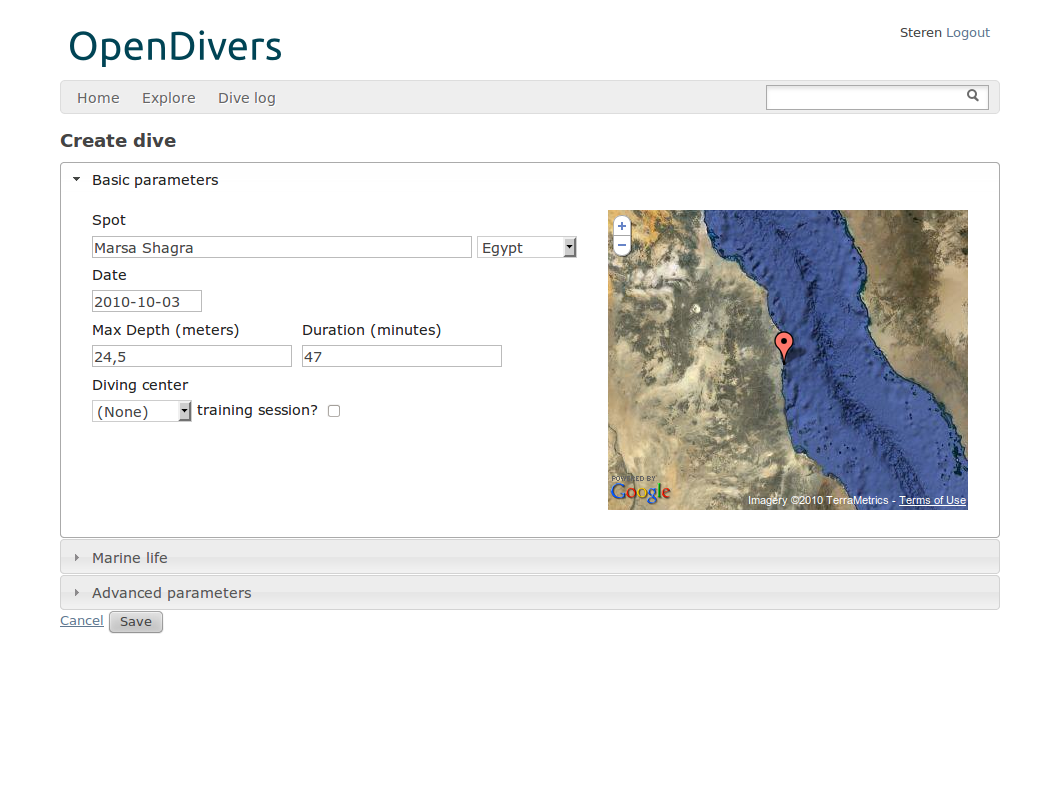 OpenDivers
Steren Logout
Home Explore Dive log
Create dive
Basic parameters
Spot
Marsa Shagra Egypt
Date
2010-10-03
Max Depth (meters) Duration (minutes)
24,5 47
Diving center
(None) training session?
+
−
POWERED BY
Google
Imagery ©2010 TerraMetrics - Terms of Use
Marine life
Advanced parameters
Cancel Save